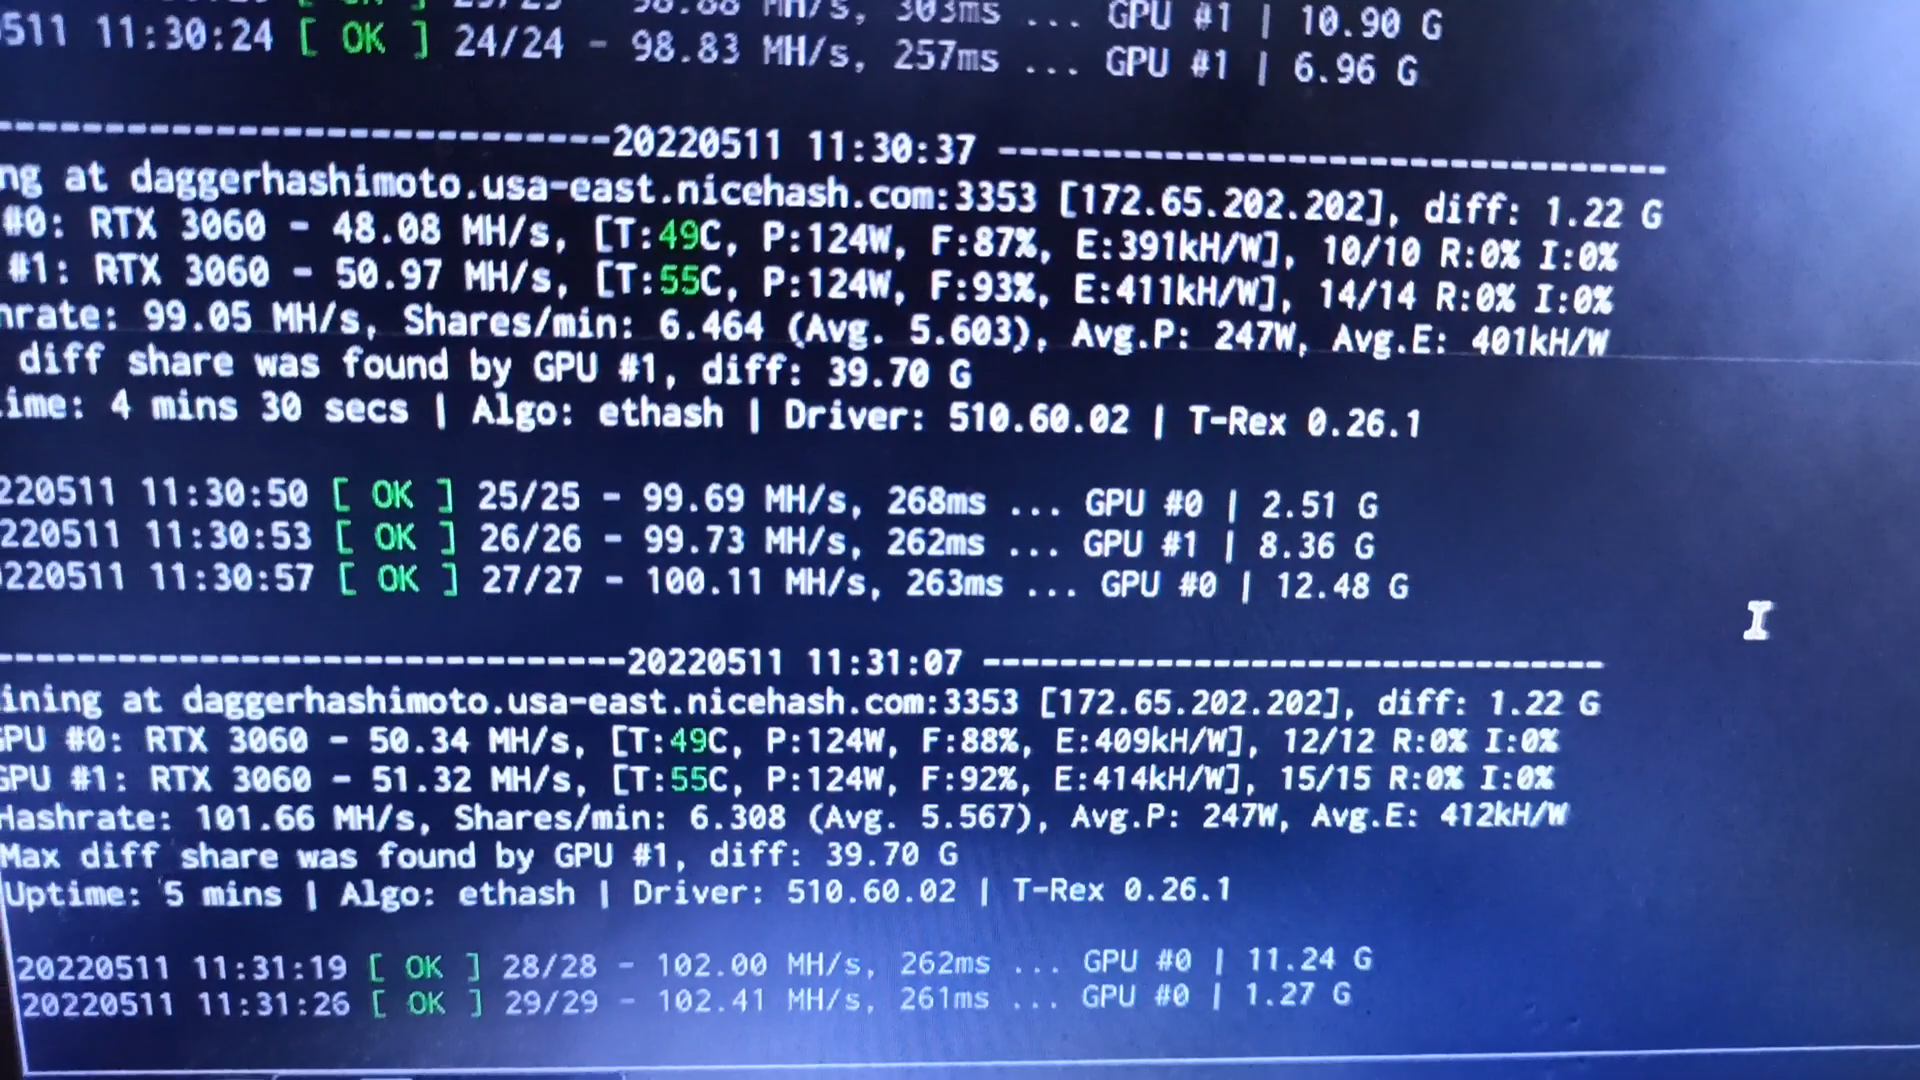 [ OK ] MH/s, 303ms ... GPU #1 | 10.90 G
511 11:30:24 [ OK ] 24/24 - 98.83 MH/s, 257ms ... GPU #1 | 6.96 G
-----------------------------20220511 11:30:37 --------------------------------
ng at daggerhashimoto.usa-east.nicehash.com:3353 [172.65.202.202], diff: 1.22 G
#0: RTX 3060 - 48.08 MH/s, [T:49C, P:124W, F:87%, E:391kH/W], 10/10 R:0% I:0%
#1: RTX 3060 - 50.97 MH/s, [T:55C, P:124W, F:93%, E:411kH/W], 14/14 R:0% I:0%
hrate: 99.05 MH/s, Shares/min: 6.464 (Avg. 5.603), Avg.P: 247W, Avg.E: 401kH/W
diff share was found by GPU #1, diff: 39.70 G
ime: 4 mins 30 secs | Algo: ethash | Driver: 510.60.02 | T-Rex 0.26.1
220511 11:30:50 [ OK ] 25/25 - 99.69 MH/s, 268ms ... GPU #0 | 2.51 G
220511 11:30:53 [ OK ] 26/26 - 99.73 MH/s, 262ms ... GPU #1 | 8.36 G
220511 11:30:57 [ OK ] 27/27 - 100.11 MH/s, 263ms ... GPU #0 | 12.48 G
-----------------------------20220511 11:31:07 --------------------------------
ining at daggerhashimoto.usa-east.nicehash.com:3353 [172.65.202.202], diff: 1.22 G
GPU #0: RTX 3060 - 50.34 MH/s, [T:49C, P:124W, F:88%, E:409kH/W], 12/12 R:0% I:0%
GPU #1: RTX 3060 - 51.32 MH/s, [T:55C, P:124W, F:92%, E:414kH/W], 15/15 R:0% I:0%
Hashrate: 101.66 MH/s, Shares/min: 6.308 (Avg. 5.567), Avg.P: 247W, Avg.E: 412kH/W
Max diff share was found by GPU #1, diff: 39.70 G
Uptime: 5 mins | Algo: ethash | Driver: 510.60.02 | T-Rex 0.26.1
20220511 11:31:19 [ OK ] 28/28 - 102.00 MH/s, 262ms ... GPU #0 | 11.24 G
20220511 11:31:26 [ OK ] 29/29 - 102.41 MH/s, 261ms ... GPU #0 | 1.27 G